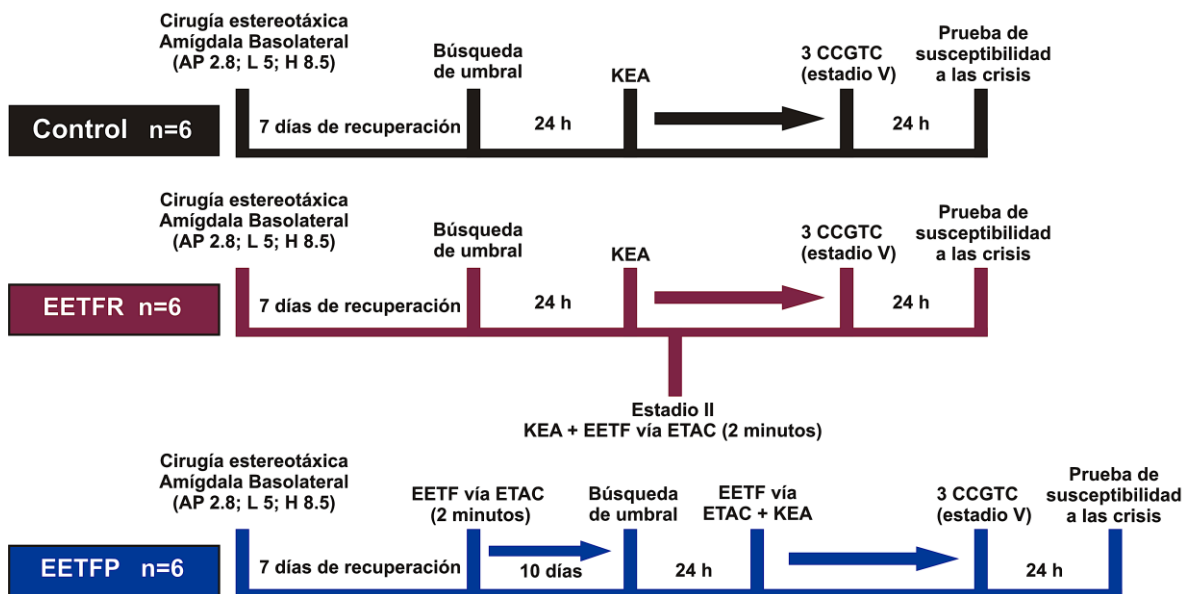 Cirugía estereotáxica
Amígdala Basolateral
(AP 2.8; L 5; H 8.5)
Búsqueda
de umbral
KEA
3 CCGTC
(estadio V)
Prueba de
susceptibilidad
a las crisis
Control n=6
7 días de recuperación
24 h
24 h
Cirugía estereotáxica
Amígdala Basolateral
(AP 2.8; L 5; H 8.5)
Búsqueda
de umbral
KEA
3 CCGTC
(estadio V)
Prueba de
susceptibilidad
a las crisis
EETFR n=6
7 días de recuperación
24 h
24 h
Estadio II
KEA + EETF vía ETAC (2 minutos)
Cirugía estereotáxica
Amígdala Basolateral
(AP 2.8; L 5; H 8.5)
EETF vía ETAC
(2 minutos)
Búsqueda
de umbral
EETF vía
ETAC + KEA
3 CCGTC
(estadio V)
Prueba de
susceptibilidad
a las crisis
EETFP n=6
7 días de recuperación
10 días
24 h
24 h